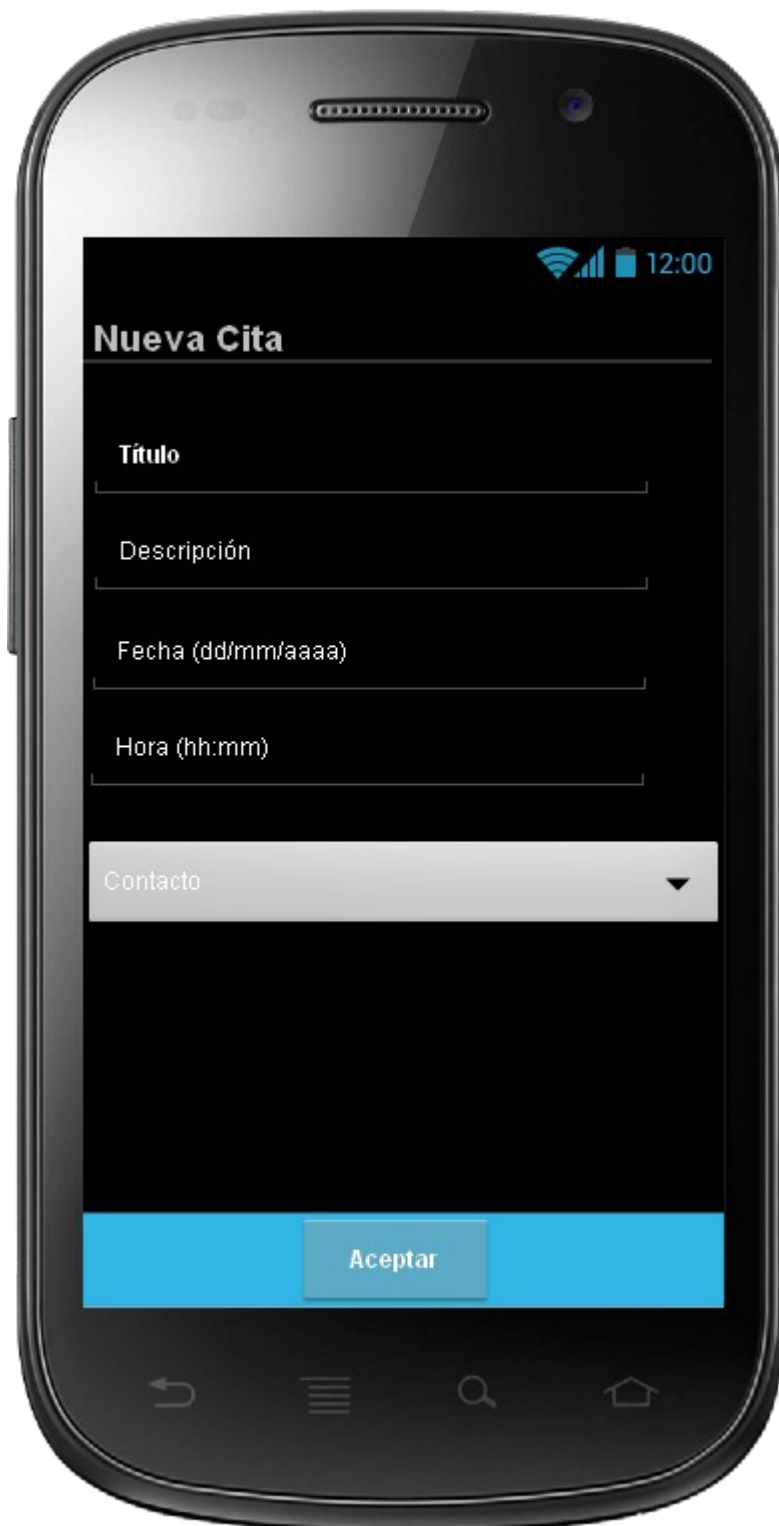 12:00
Nueva Cita
Título
Descripción
Fecha (dd/mm/aaaa)
Hora (hh:mm)
Contacto
Aceptar